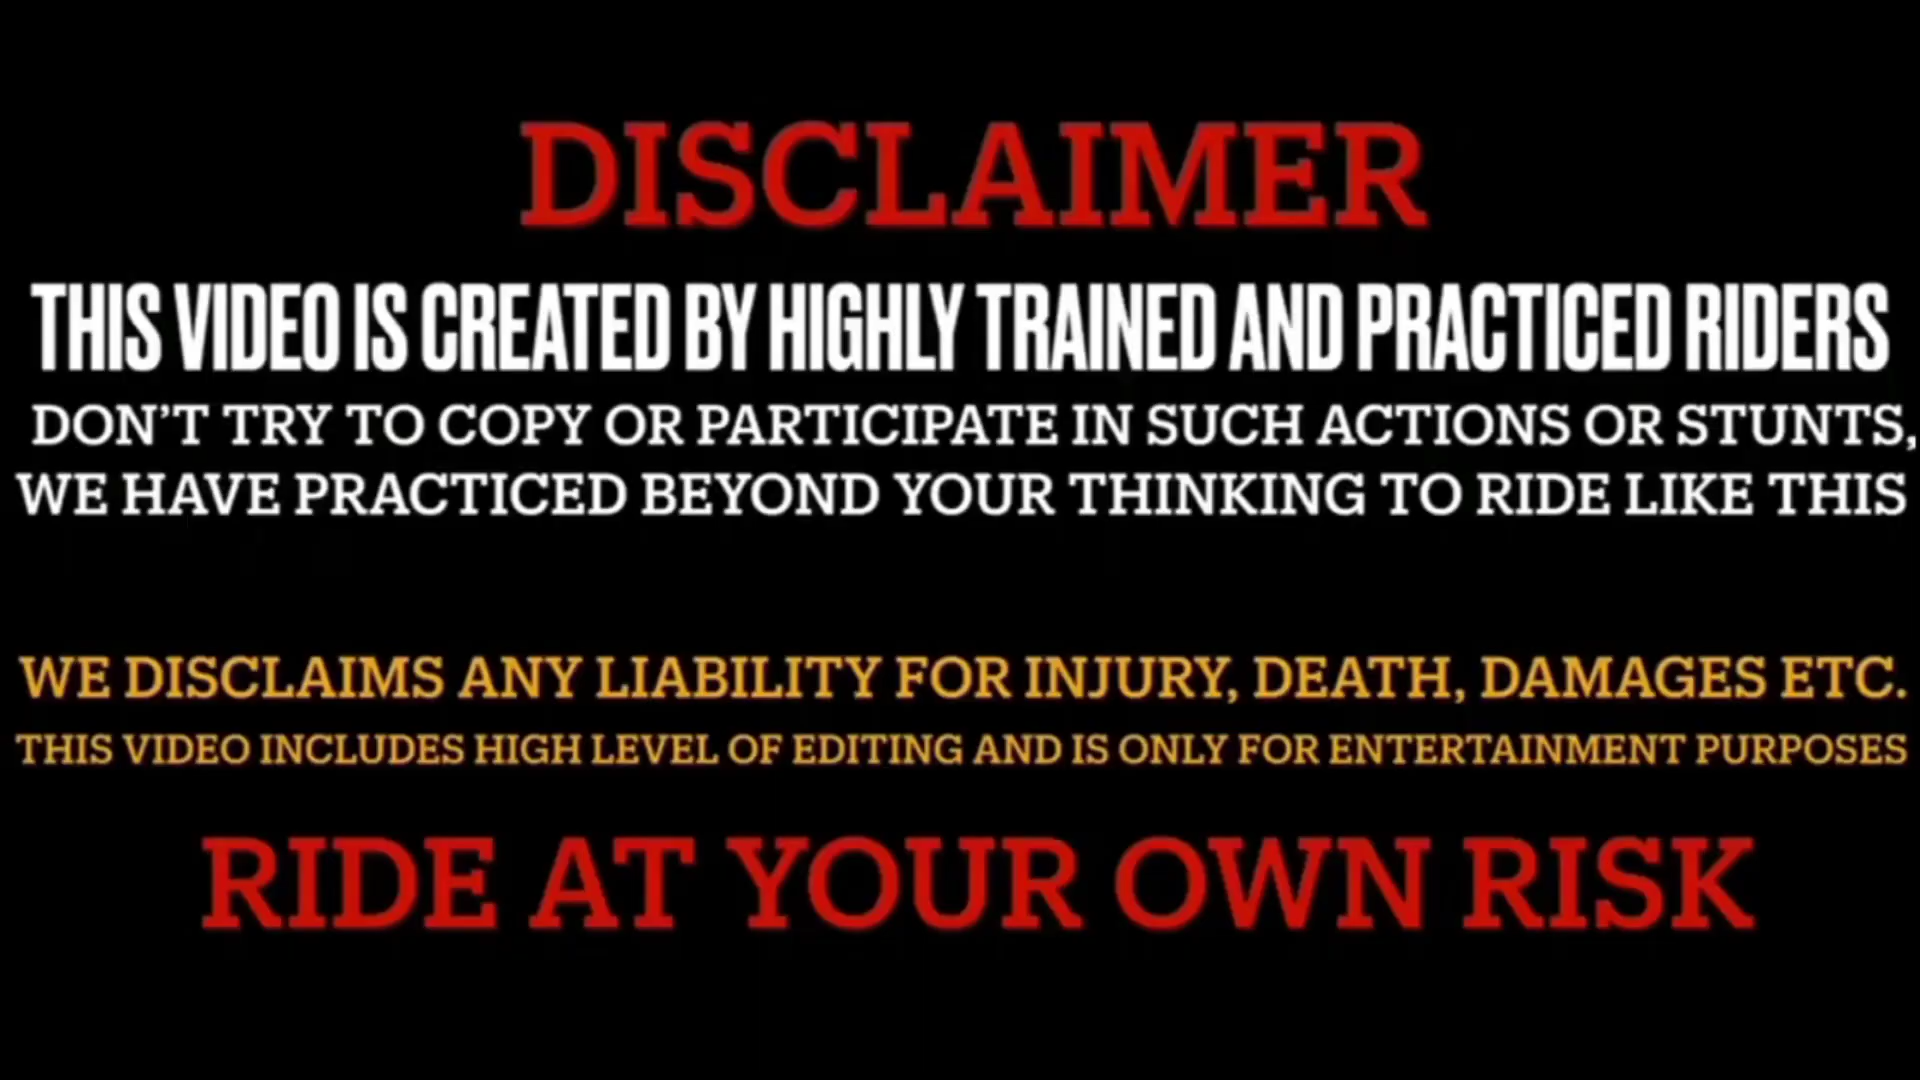 DISCLAIMER
THIS VIDEO IS CREATED BY HIGHLY TRAINED AND PRACTICED RIDERS
DON'T TRY TO COPY OR PARTICIPATE IN SUCH ACTIONS OR STUNTS,
WE HAVE PRACTICED BEYOND YOUR THINKING TO RIDE LIKE THIS
WE DISCLAIMS ANY LIABILITY FOR INJURY, DEATH, DAMAGES ETC.
THIS VIDEO INCLUDES HIGH LEVEL OF EDITING AND IS ONLY FOR ENTERTAINMENT PURPOSES
RIDE AT YOUR OWN RISK